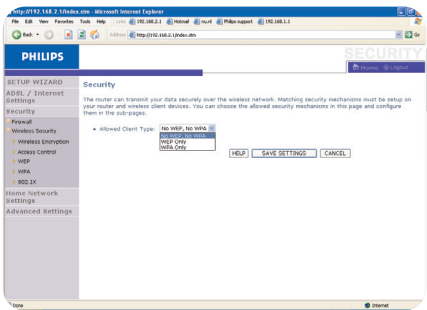 http://192.168.2.1/index.stm - Microsoft Internet Explorer
File Edit View Favorites Tools Help Links 192.168.2.1 Hotmail nu.nl Philips support 192.168.1.1
Back Address http://192.168.2.1/index.stm Go
PHILIPS
SECURITY
Home Logout
SETUP WIZARD
ADSL / Internet
Settings
Security
Firewall
Wireless Security
Wireless Encryption
Access Control
WEP
WPA
802.1X
Home Network
Settings
Advanced Settings
Security
The router can transmit your data securely over the wireless network. Matching security mechanisms must be setup on
your router and wireless client devices. You can choose the allowed security mechanisms in this page and configure
them in the sub-pages.
• Allowed Client Type: No WEP, No WPA
No WEP, No WPA
WEP Only
WPA Only
HELP SAVE SETTINGS CANCEL
Done Internet